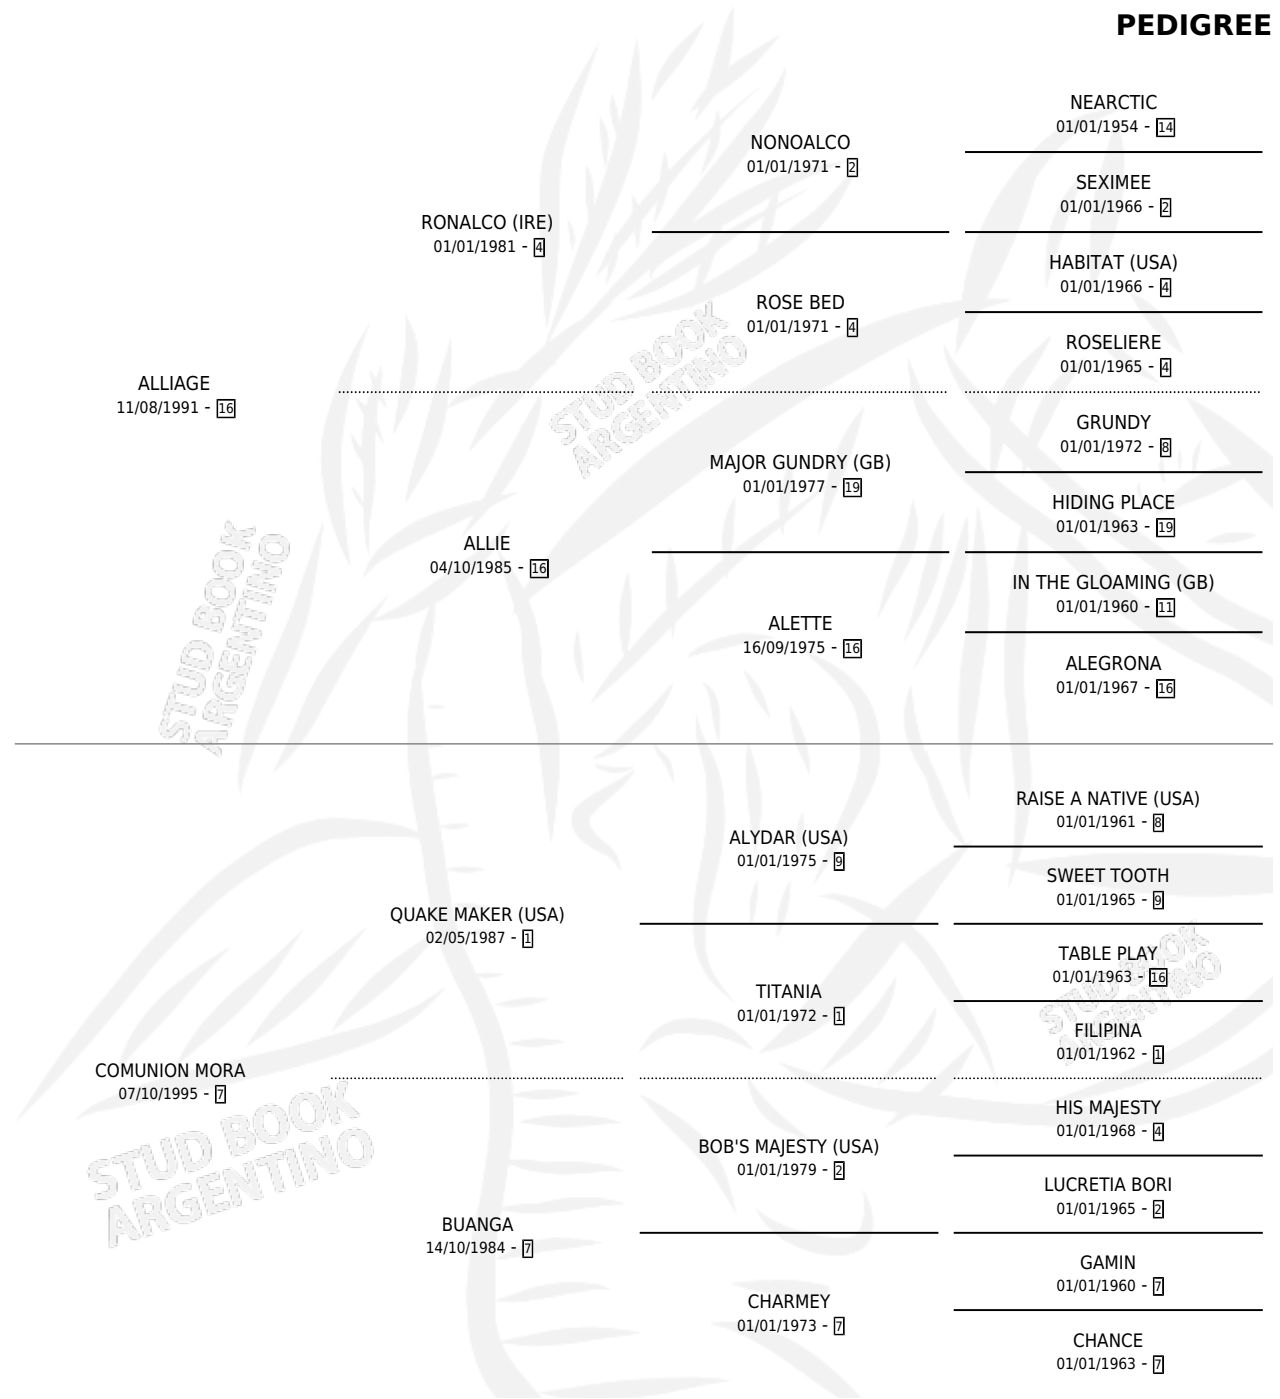 PEDIGREE
NEARCTIC
01/01/1954 - 14
NONOALCO
01/01/1971 - 2
SEXIMEE
01/01/1966 - 2
RONALCO (IRE)
01/01/1981 - 4
HABITAT (USA)
01/01/1966 - 4
ROSE BED
01/01/1971 - 4
ROSELIERE
01/01/1965 - 4
ALLIAGE
11/08/1991 - 16
GRUNDY
01/01/1972 - 8
MAJOR GUNDRY (GB)
01/01/1977 - 19
HIDING PLACE
01/01/1963 - 19
ALLIE
04/10/1985 - 16
IN THE GLOAMING (GB)
01/01/1960 - 11
ALETTE
16/09/1975 - 16
ALEGRONA
01/01/1967 - 16
STUD BOOK
ARGENTINO
STUD BOOK
ARGENTINO
RAISE A NATIVE (USA)
01/01/1961 - 8
ALYDAR (USA)
01/01/1975 - 9
SWEET TOOTH
01/01/1965 - 9
QUAKE MAKER (USA)
02/05/1987 - 1
TABLE PLAY
01/01/1963 - 16
TITANIA
01/01/1972 - 1
FILIPINA
01/01/1962 - 1
COMUNION MORA
07/10/1995 - 7
HIS MAJESTY
01/01/1968 - 4
BOB'S MAJESTY (USA)
01/01/1979 - 2
LUCRETIA BORI
01/01/1965 - 2
BUANGA
14/10/1984 - 7
GAMIN
01/01/1960 - 7
CHARMEY
01/01/1973 - 7
CHANCE
01/01/1963 - 7
STUD BOOK
ARGENTINO
STUD BOOK
ARGENTINO